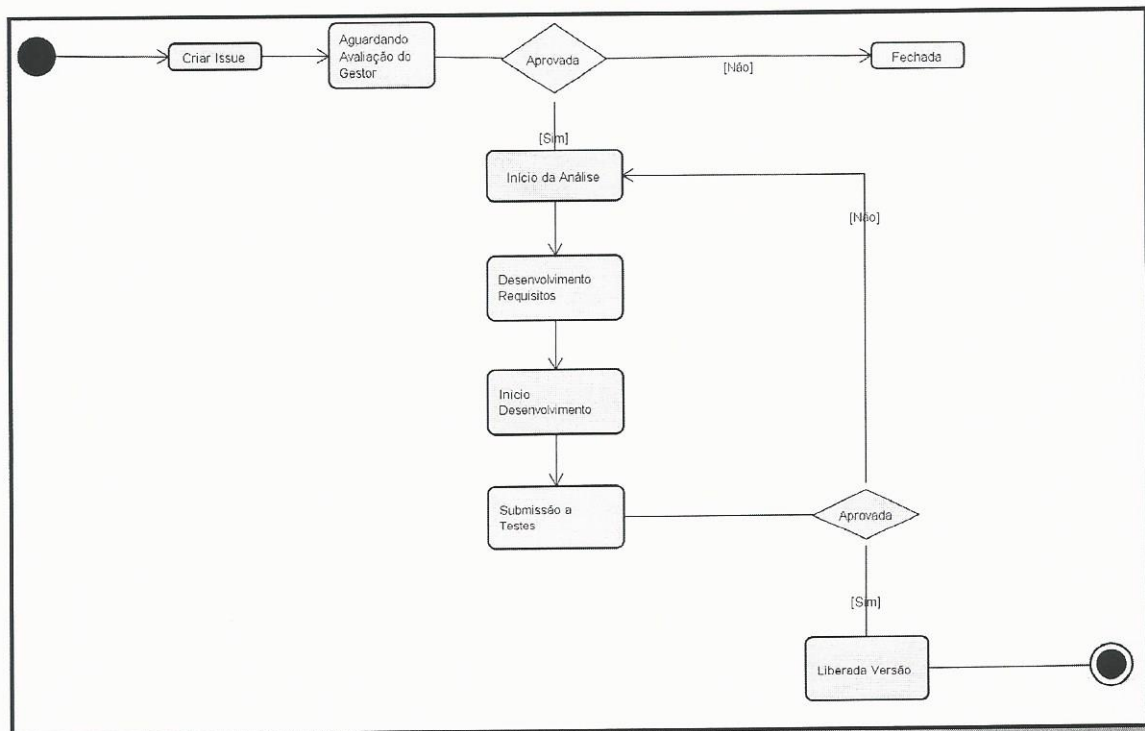 Criar Issue
Aguardando
Avaliação do
Gestor
Aprovada
[Não]
Fechada
[Sim]
Início da Análise
[Não]
Desenvolvimento
Requisitos
Inicio
Desenvolvimento
Submissão a
Testes
Aprovada
[Sim]
Liberada Versão